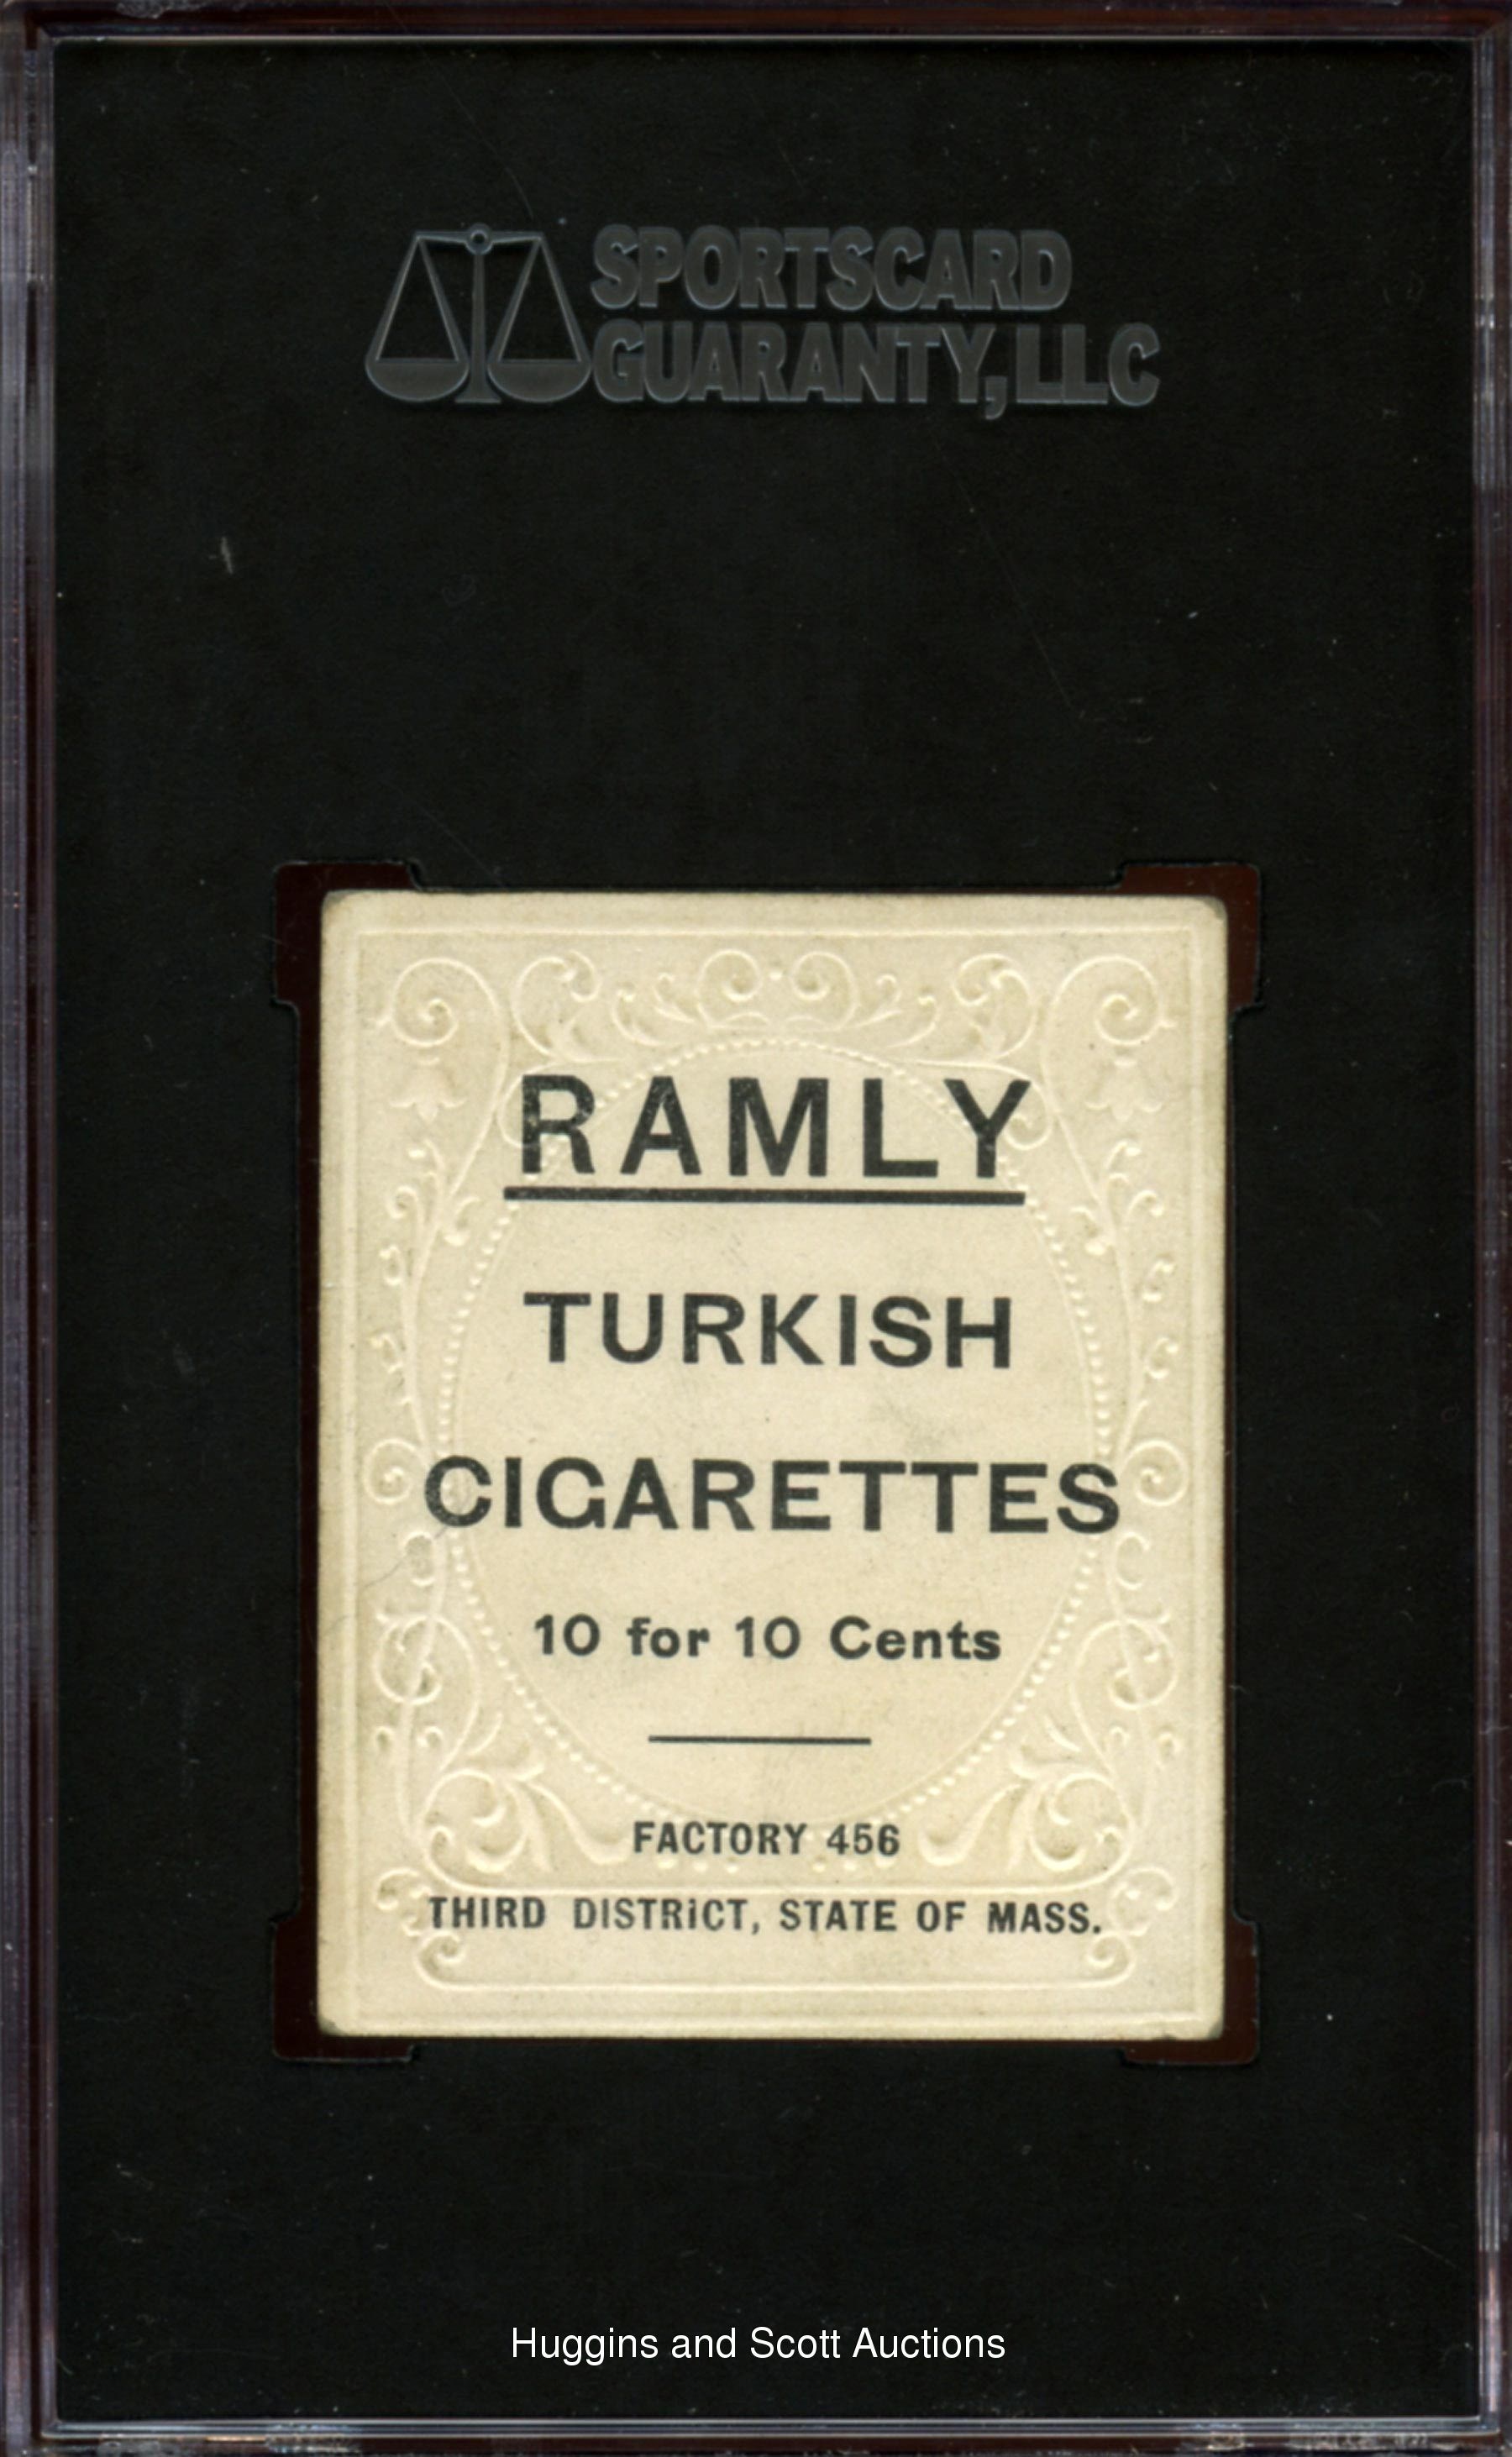 SPORTSCARD
GUARANTY, LLC
RAMLY
TURKISH
CIGARETTES
10 for 10 Cents
FACTORY 456
THIRD DISTRiCT, STATE OF MASS.
Huggins and Scott Auctions